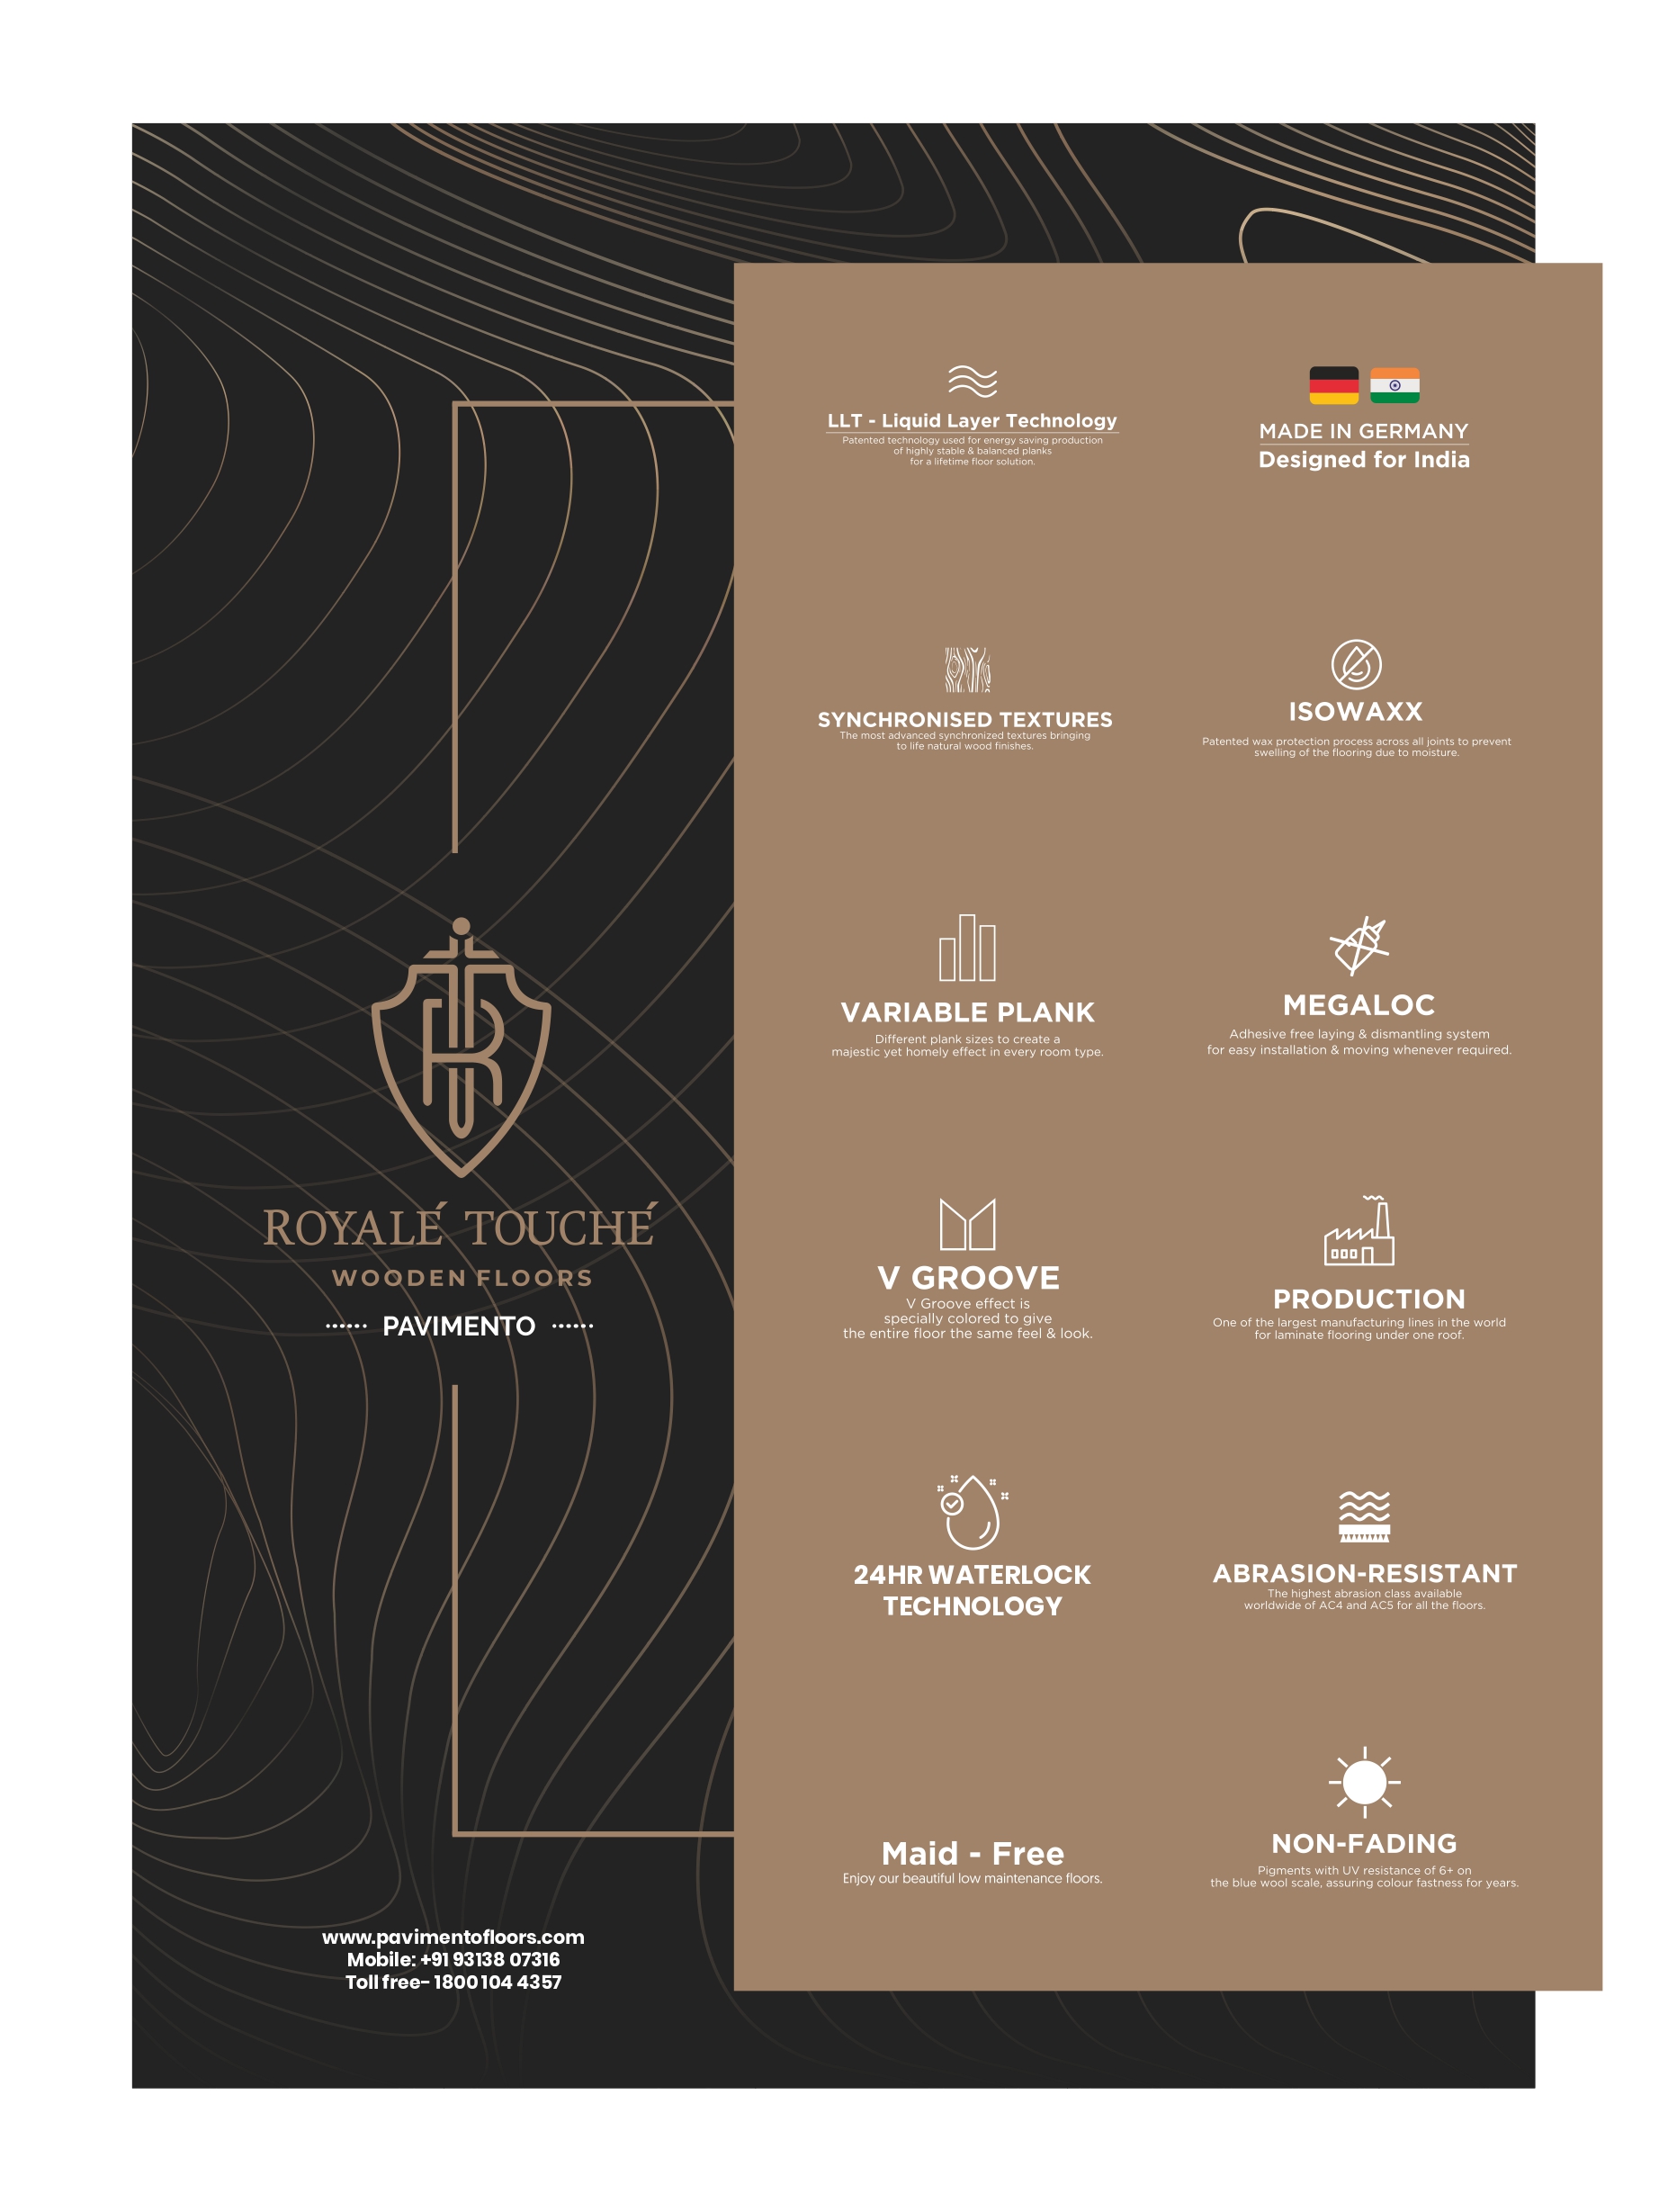 LLT - Liquid Layer Technology
Patented technology used for energy saving production
of highly stable & balanced planks
for a lifetime floor solution.
MADE IN GERMANY
Designed for India
SYNCHRONISED TEXTURES
The most advanced synchronized textures bringing
to life natural wood finishes.
ISOWAXX
Patented wax protection process across all joints to prevent
swelling of the flooring due to moisture.
VARIABLE PLANK
Different plank sizes to create a
majestic yet homely effect in every room type.
MEGALOC
Adhesive free laying & dismantling system
for easy installation & moving whenever required.
ROYALÉ TOUCHÉ
WOODEN FLOORS
PAVIMENTO
V GROOVE
V Groove effect is
specially colored to give
the entire floor the same feel & look.
PRODUCTION
One of the largest manufacturing lines in the world
for laminate flooring under one roof.
24HR WATERLOCK
TECHNOLOGY
ABRASION-RESISTANT
The highest abrasion class available
worldwide of AC4 and AC5 for all the floors.
Maid - Free
Enjoy our beautiful low maintenance floors.
NON-FADING
Pigments with UV resistance of 6+ on
the blue wool scale, assuring colour fastness for years.
www.pavimentofloors.com
Mobile: +91 93138 07316
Toll free- 1800 104 4357